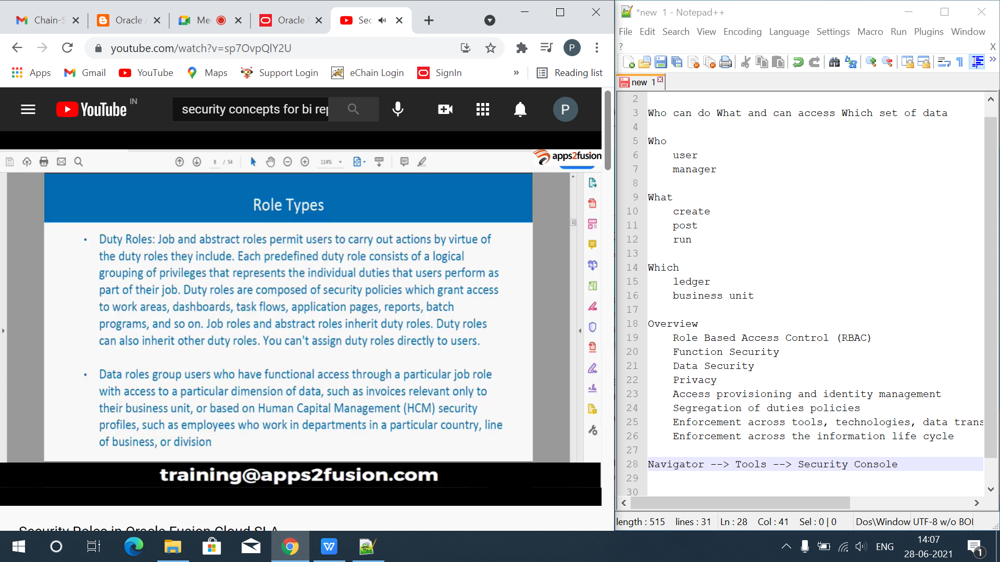 Chain-S
Oracle
Me
Oracle
Sec
youtube.com/watch?v=sp7OvpQlY2U
P
Apps
Gmail
YouTube
Maps
Support Login
eChain Login
SignIn
»
Reading list
YouTube IN
security concepts for bi rep
P
8 / 54
114%
apps2fusion
Role Types
• Duty Roles: Job and abstract roles permit users to carry out actions by virtue of
the duty roles they include. Each predefined duty role consists of a logical
grouping of privileges that represents the individual duties that users perform as
part of their job. Duty roles are composed of security policies which grant access
to work areas, dashboards, task flows, application pages, reports, batch
programs, and so on. Job roles and abstract roles inherit duty roles. Duty roles
can also inherit other duty roles. You can't assign duty roles directly to users.
• Data roles group users who have functional access through a particular job role
with access to a particular dimension of data, such as invoices relevant only to
their business unit, or based on Human Capital Management (HCM) security
profiles, such as employees who work in departments in a particular country, line
of business, or division
training@apps2fusion.com
Security Roles in Oracle Fusion Cloud SLA
*new 1 - Notepad++
File Edit Search View Encoding Language Settings Macro Run Plugins Window
? X
new 1
2
3 Who can do What and can access Which set of data
4
5 Who
6 user
7 manager
8
9 What
10 create
11 post
12 run
13
14 Which
15 ledger
16 business unit
17
18 Overview
19 Role Based Access Control (RBAC)
20 Function Security
21 Data Security
22 Privacy
23 Access provisioning and identity management
24 Segregation of duties policies
25 Enforcement across tools, technologies, data trans
26 Enforcement across the information life cycle
27
28 Navigator --> Tools --> Security Console
29
30
length : 515 lines : 31 Ln : 28 Col : 41 Sel : 0 | 0 Dos\Window UTF-8 w/o BO
W
ENG
14:07
28-06-2021
1